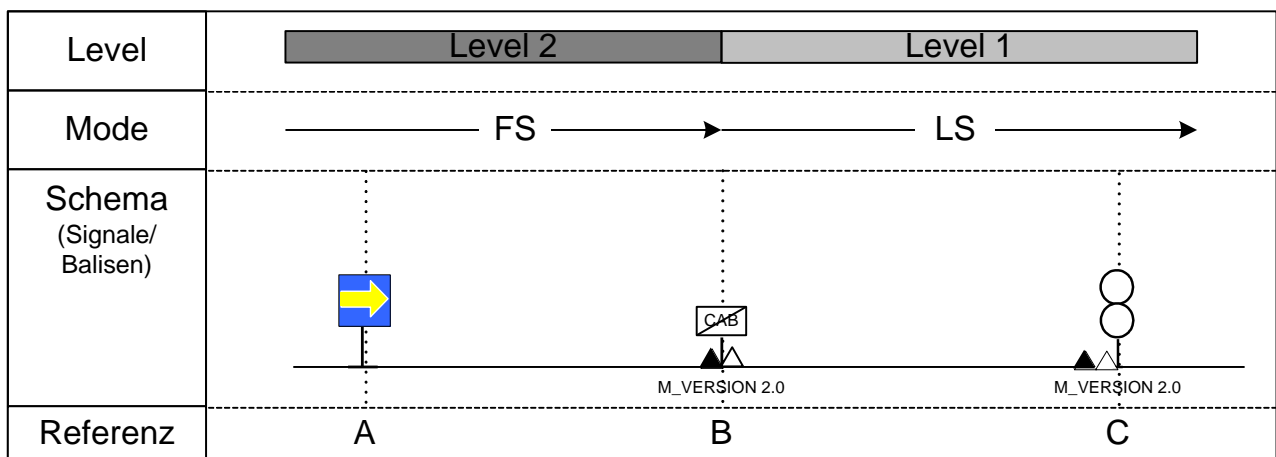 Level
Level 2
Level 1
Mode
FS
LS
Schema
(Signale/
Balisen)
CAB
M_VERSION 2.0
M_VERSION 2.0
Referenz
A
B
C